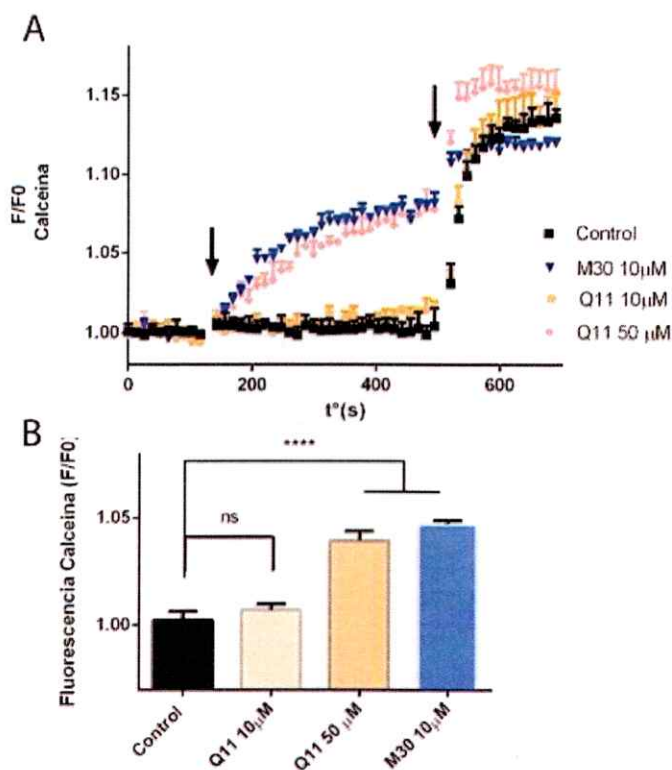 A
F/F0
Calceina
1.15
1.10
1.05
1.00
0
200
400
600
t°(s)
Control
M30 10µM
Q11 10µM
Q11 50 µM
B
Fluorescencia Calceina (F/F0)
1.05
1.00
ns
****
Control
Q11 10µM
Q11 50 µM
M30 10µM